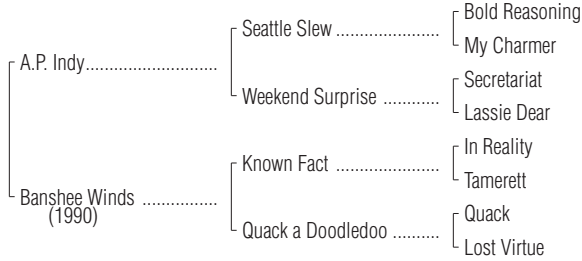 Bold Reasoning
Seattle Slew ....................
My Charmer
A.P. Indy.........................
Secretariat
Weekend Surprise ...........
Lassie Dear
In Reality
Known Fact ....................
Tamerett
Banshee Winds ..............
(1990)
Quack
Quack a Doodledoo .........
Lost Virtue